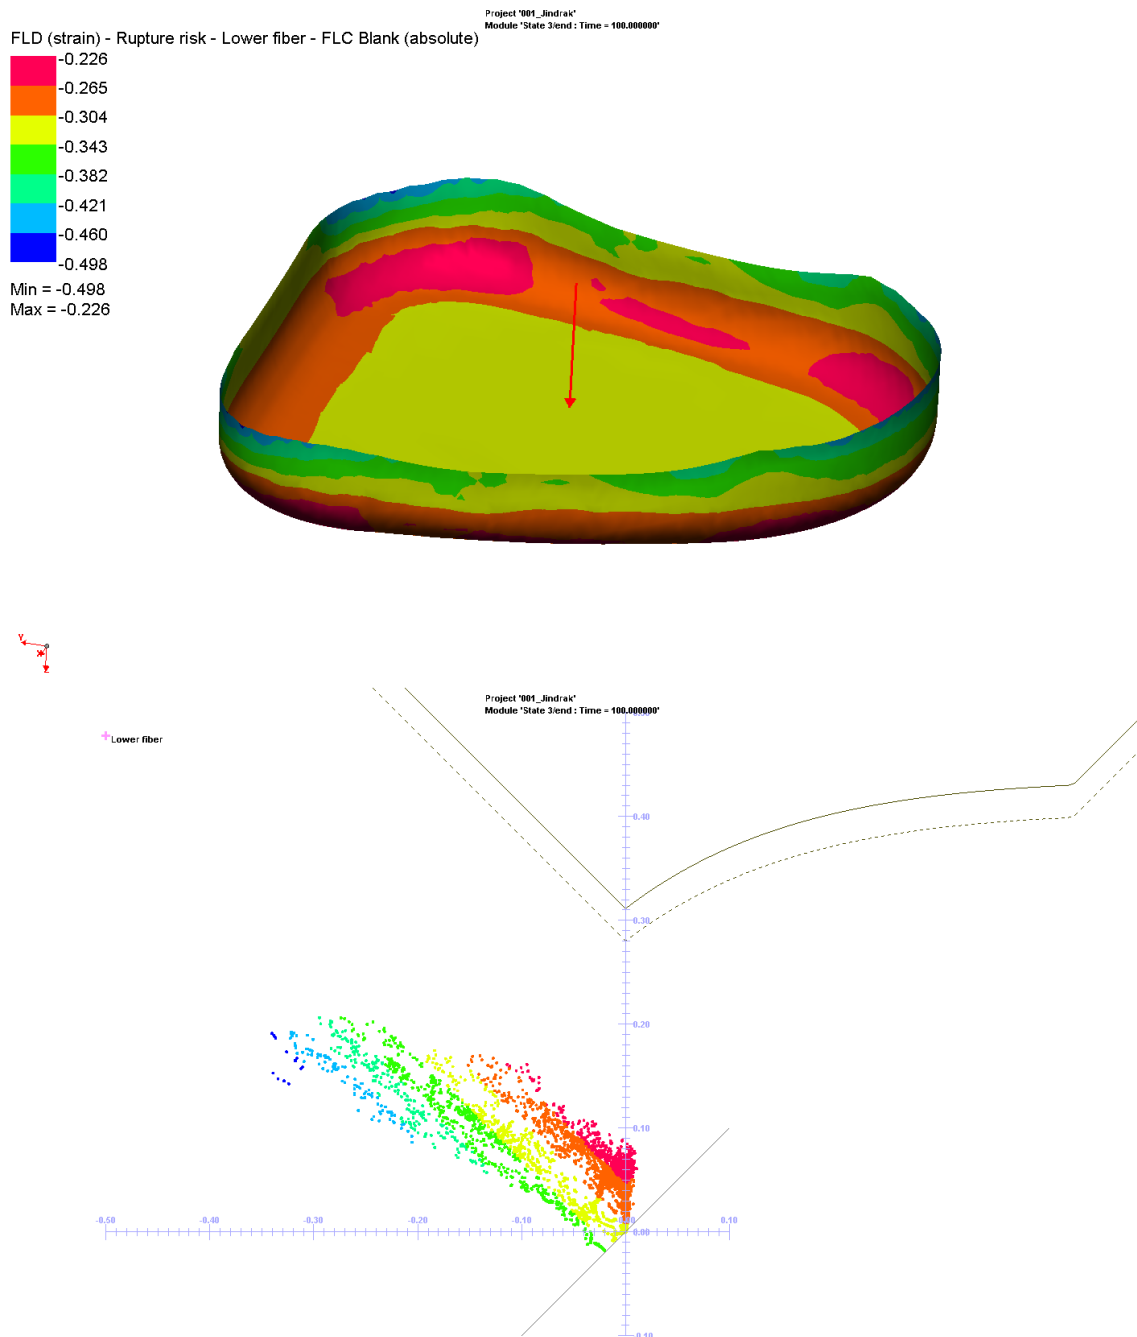 Project '001_Jindrak'
Module 'State 3/end : Time = 100.000000'
FLD (strain) - Rupture risk - Lower fiber - FLC Blank (absolute)
-0.226
-0.265
-0.304
-0.343
-0.382
-0.421
-0.460
-0.498
Min = -0.498
Max = -0.226
Y
X
Z
Project '001_Jindrak'
Module 'State 3/end : Time = 100.000000'
Lower fiber
0.40
0.30
0.20
0.10
-0.50
-0.40
-0.30
-0.20
-0.10
0.00
0.00
0.10
-0.10